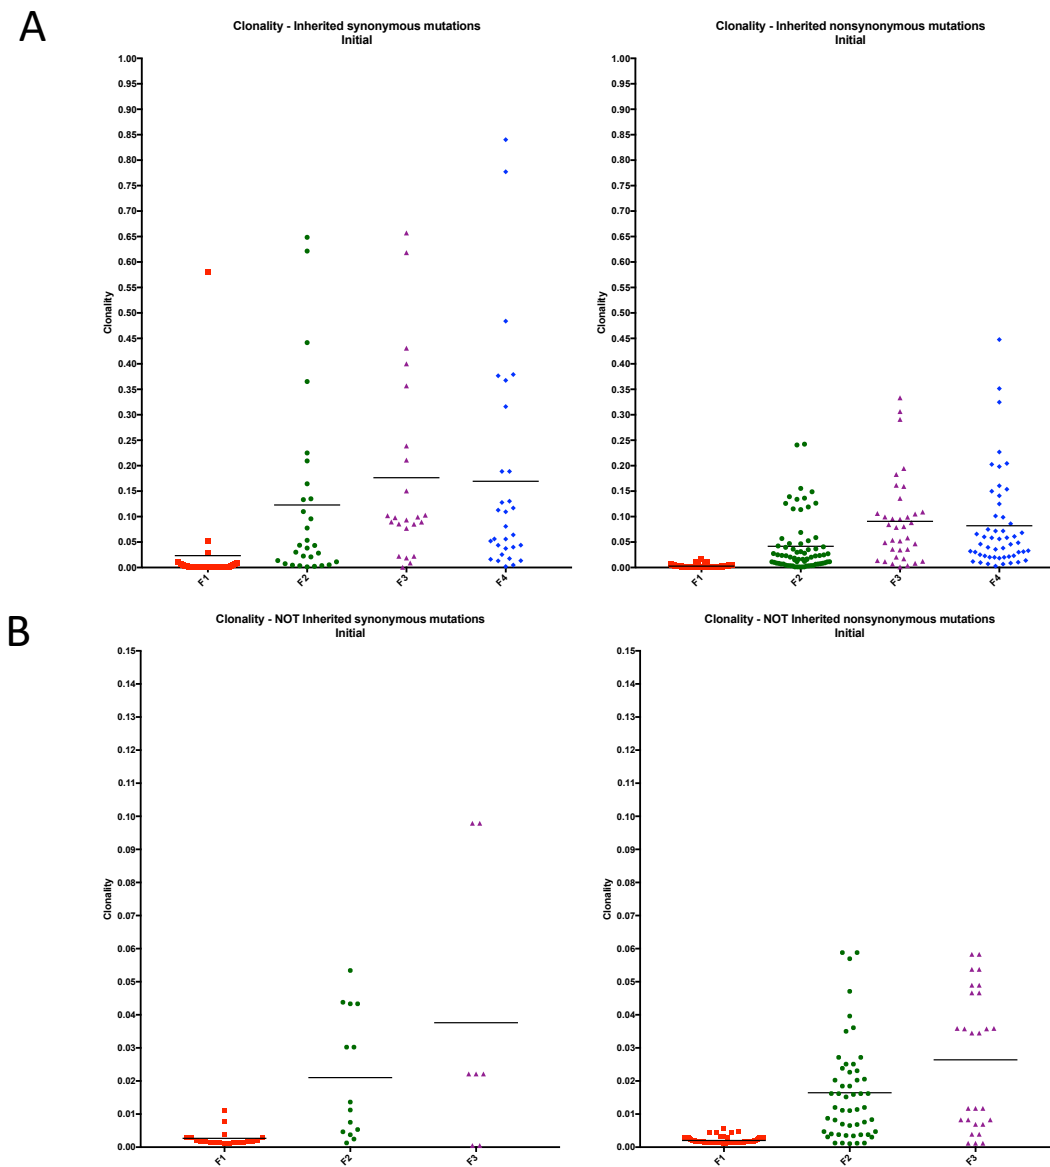 A
Clonality - Inherited synonymous mutations
Initial
1.00
0.95
0.90
0.85
0.80
0.75
0.70
0.65
0.60
0.55
0.50
0.45
0.40
0.35
0.30
0.25
0.20
0.15
0.10
0.05
0.00
Clonality
F1
F2
F3
F4
Clonality - Inherited nonsynonymous mutations
Initial
1.00
0.95
0.90
0.85
0.80
0.75
0.70
0.65
0.60
0.55
0.50
0.45
0.40
0.35
0.30
0.25
0.20
0.15
0.10
0.05
0.00
Clonality
F1
F2
F3
F4
B
Clonality - NOT Inherited synonymous mutations
Initial
0.15
0.14
0.13
0.12
0.11
0.10
0.09
0.08
0.07
0.06
0.05
0.04
0.03
0.02
0.01
0.00
Clonality
F1
F2
F3
Clonality - NOT Inherited nonsynonymous mutations
Initial
0.15
0.14
0.13
0.12
0.11
0.10
0.09
0.08
0.07
0.06
0.05
0.04
0.03
0.02
0.01
0.00
Clonality
F1
F2
F3